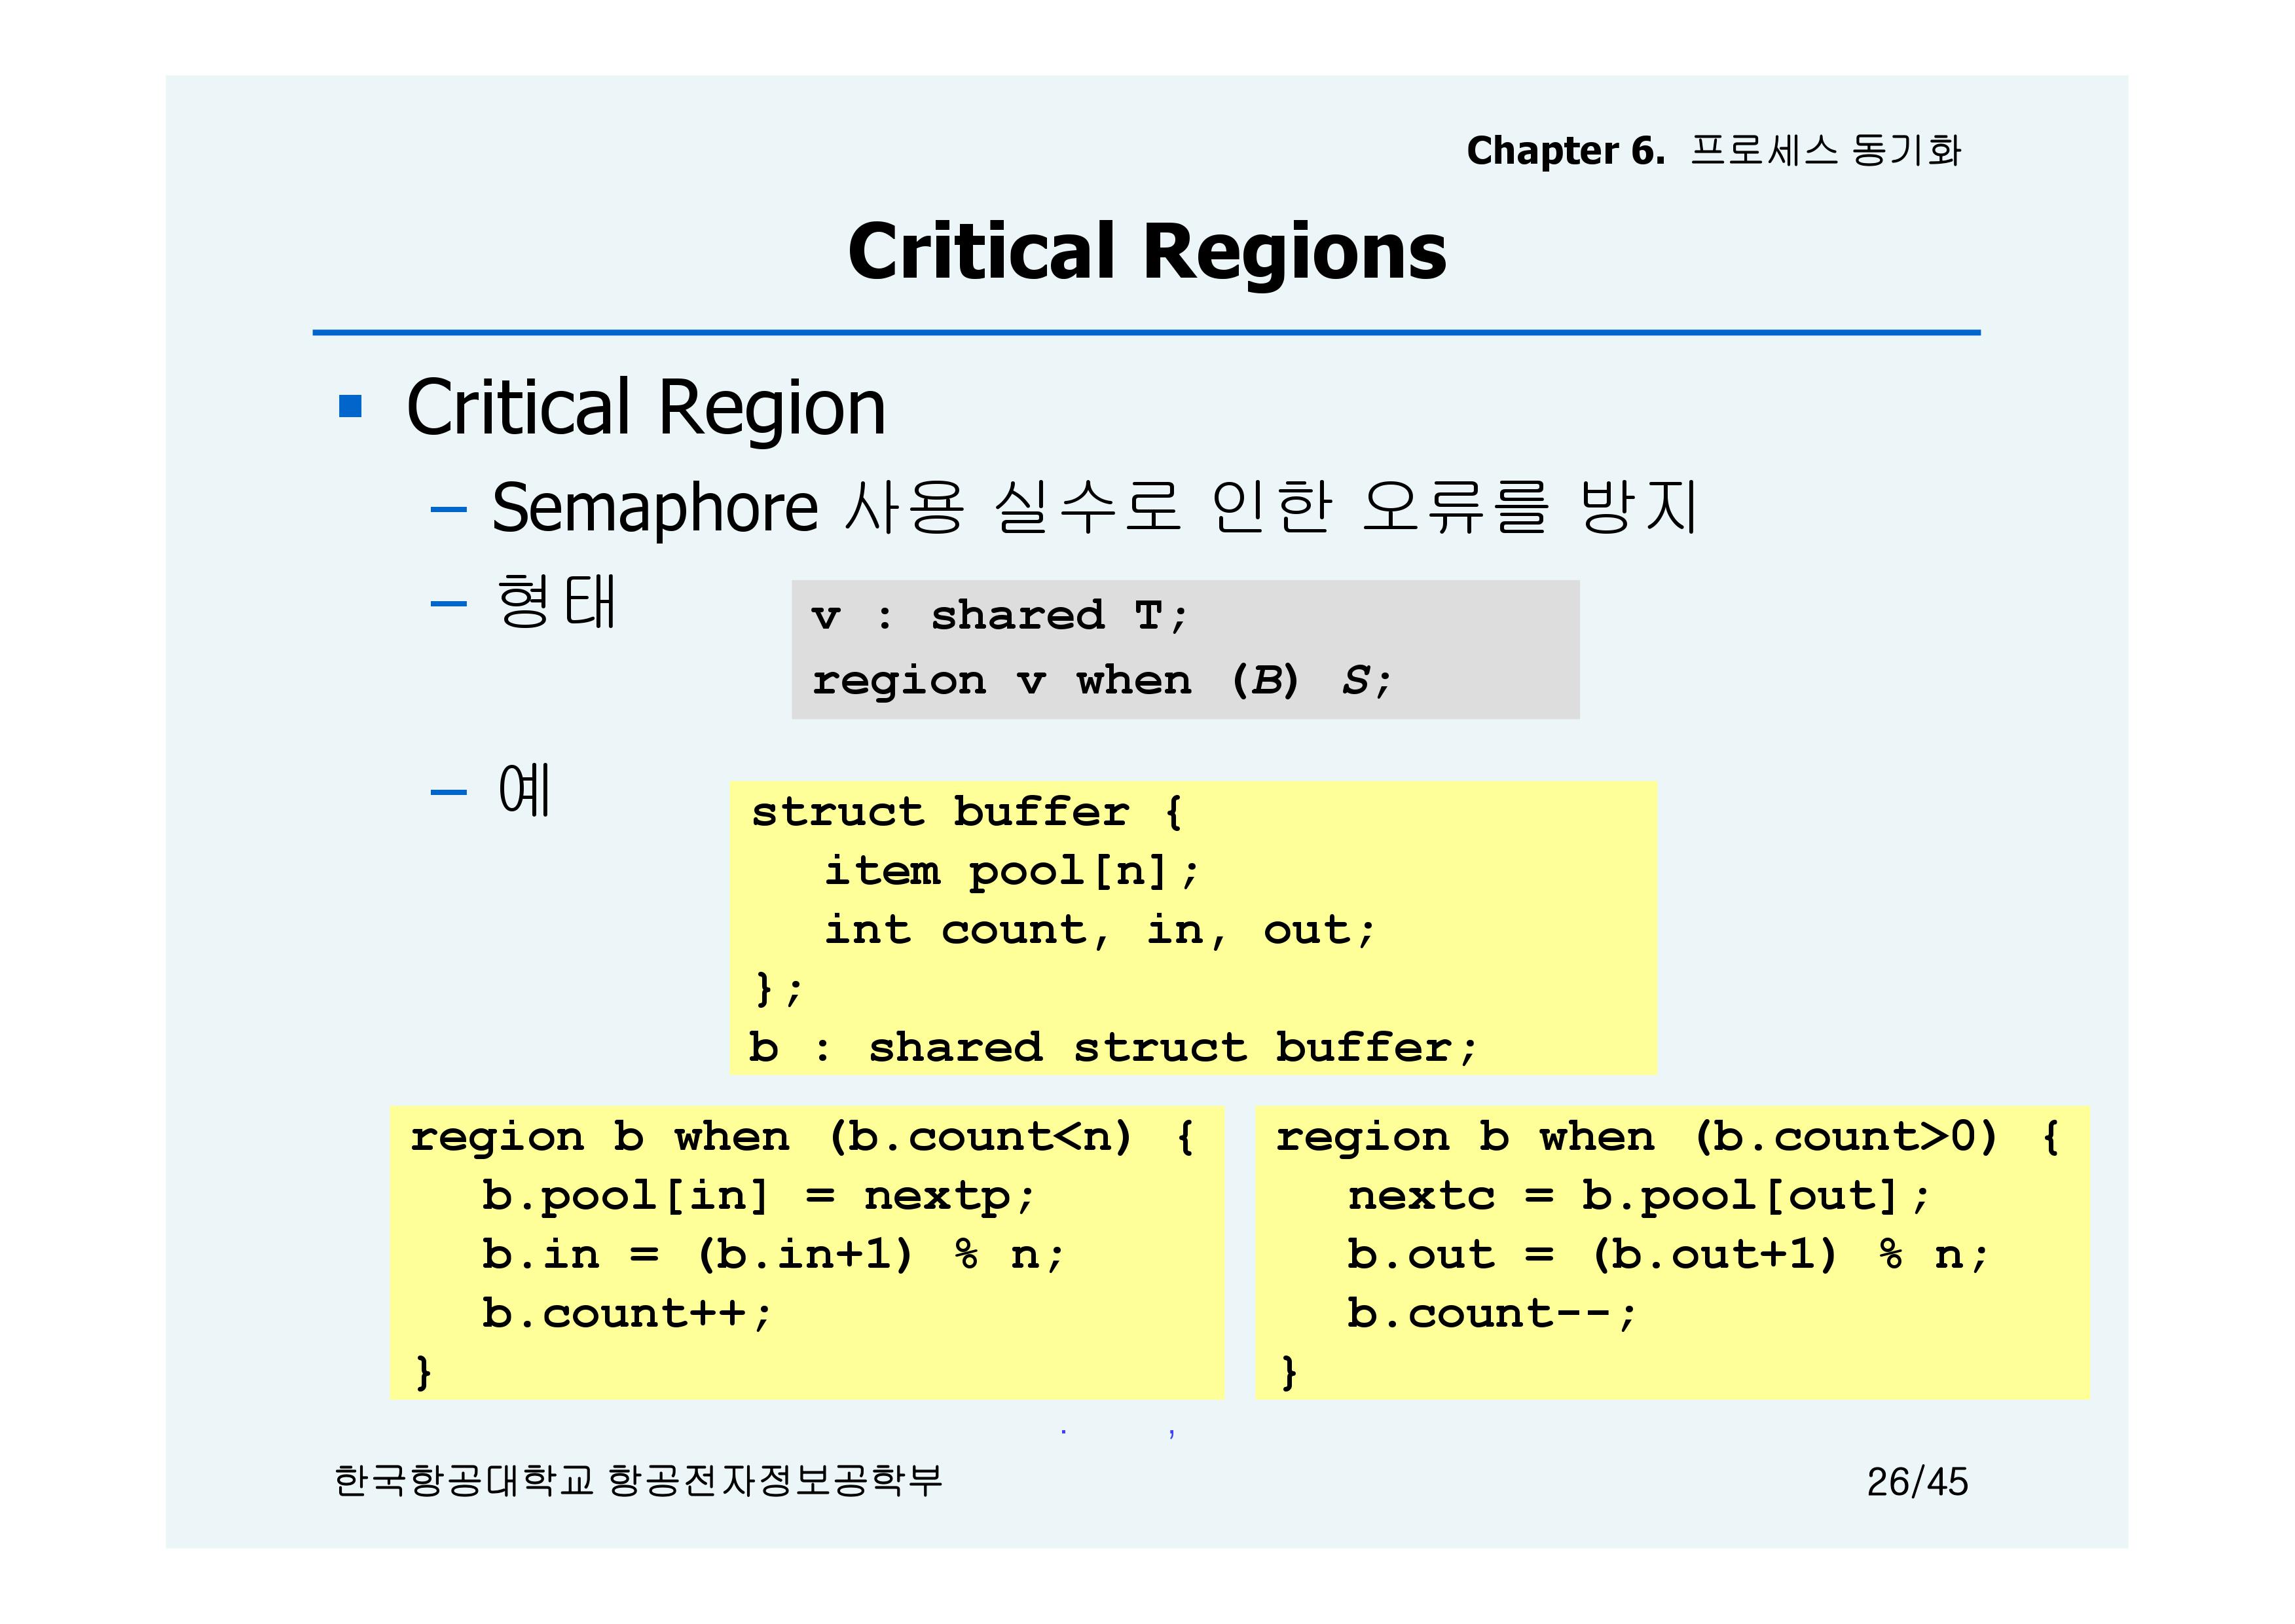 Chapter 6. 프로세스 동기화
Critical Regions
Critical Region
– Semaphore 사용 실수로 인한 오류를 방지
– 형태
v : shared T;
region v when (B) S;
– 예
struct buffer {
item pool[n];
int count, in, out;
};
b : shared struct buffer;
region b when (b.count<n) {
b.pool[in] = nextp;
b.in = (b.in+1) % n;
b.count++;
}
region b when (b.count>0) {
nextc = b.pool[out];
b.out = (b.out+1) % n;
b.count--;
}
. ,
한국항공대학교 항공전자정보공학부
26/45